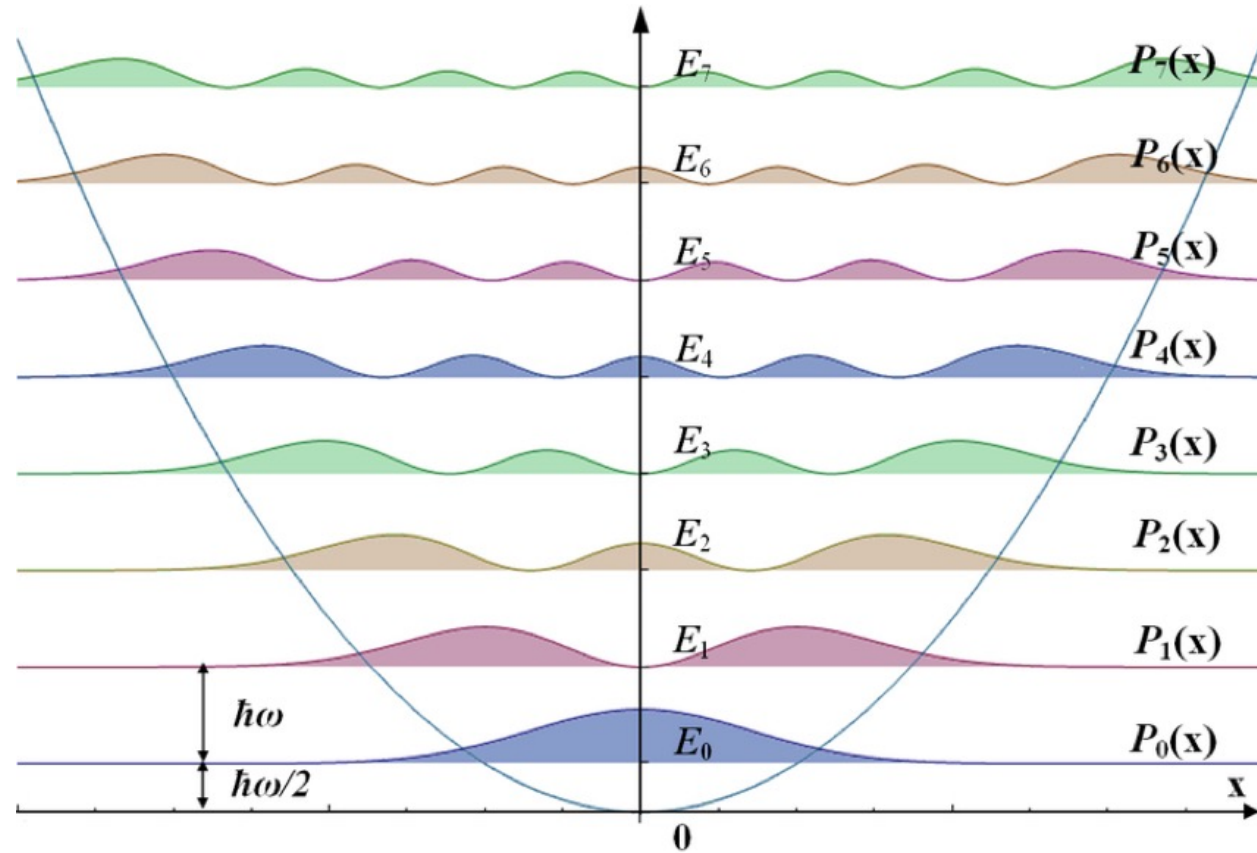 E₇ P₇(x)
E₆ P₆(x)
E₅ P₅(x)
E₄ P₄(x)
E₃ P₃(x)
E₂ P₂(x)
E₁ P₁(x)
ħω
E₀ P₀(x)
ħω/2
x
0